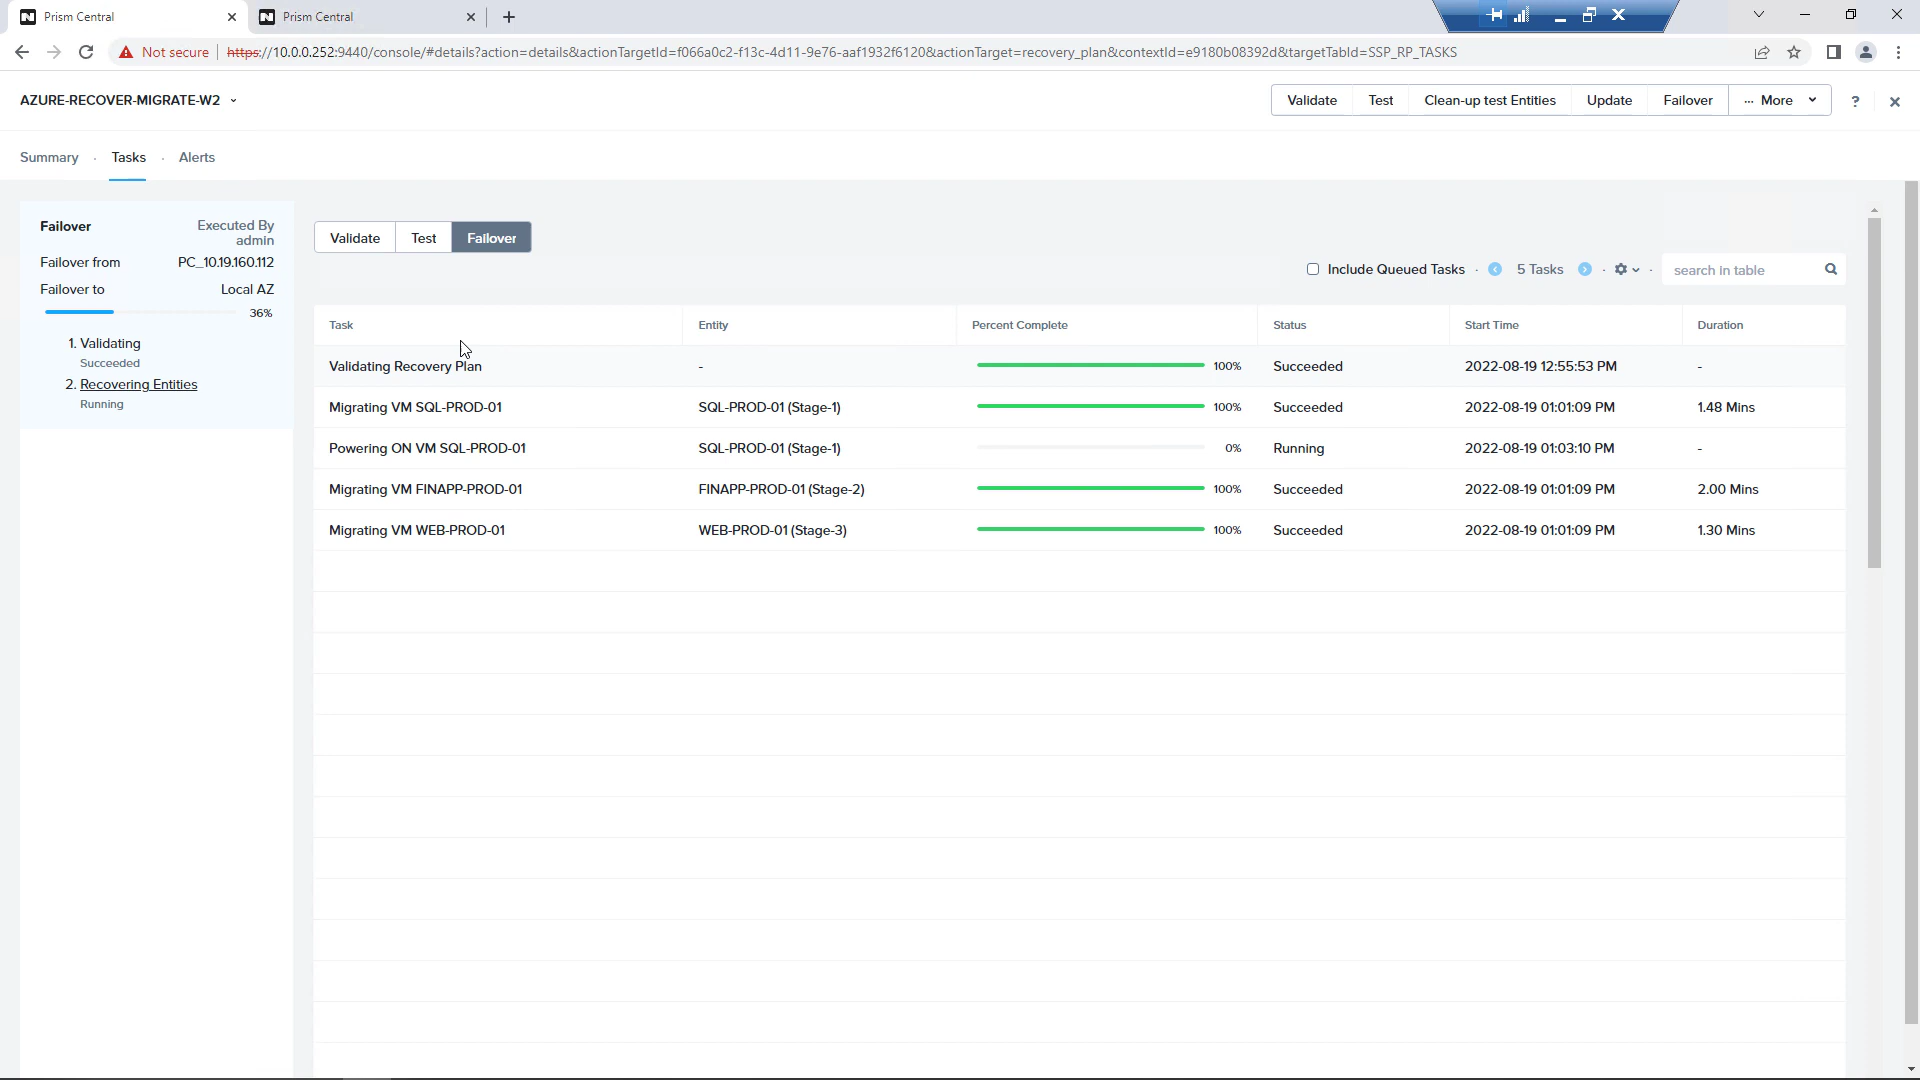 Prism Central
Prism Central
Not secure
https://10.0.0.252:9440/console/#details?action=details&actionTargetId=f066a0c2-f13c-4d11-9e76-aaf1932f6120&actionTarget=recovery_plan&contextId=e9180b08392d&targetTabId=SSP_RP_TASKS
AZURE-RECOVER-MIGRATE-W2
Validate Test Clean-up test Entities Update Failover ··· More ?
Summary · Tasks · Alerts
Failover Executed By
admin
Failover from PC_10.19.160.112
Failover to Local AZ
36%
1. Validating
Succeeded
2. Recovering Entities
Running
Validate Test Failover
Include Queued Tasks · 5 Tasks · · search in table
Task Entity Percent Complete Status Start Time Duration
Validating Recovery Plan - 100% Succeeded 2022-08-19 12:55:53 PM -
Migrating VM SQL-PROD-01 SQL-PROD-01 (Stage-1) 100% Succeeded 2022-08-19 01:01:09 PM 1.48 Mins
Powering ON VM SQL-PROD-01 SQL-PROD-01 (Stage-1) 0% Running 2022-08-19 01:03:10 PM -
Migrating VM FINAPP-PROD-01 FINAPP-PROD-01 (Stage-2) 100% Succeeded 2022-08-19 01:01:09 PM 2.00 Mins
Migrating VM WEB-PROD-01 WEB-PROD-01 (Stage-3) 100% Succeeded 2022-08-19 01:01:09 PM 1.30 Mins